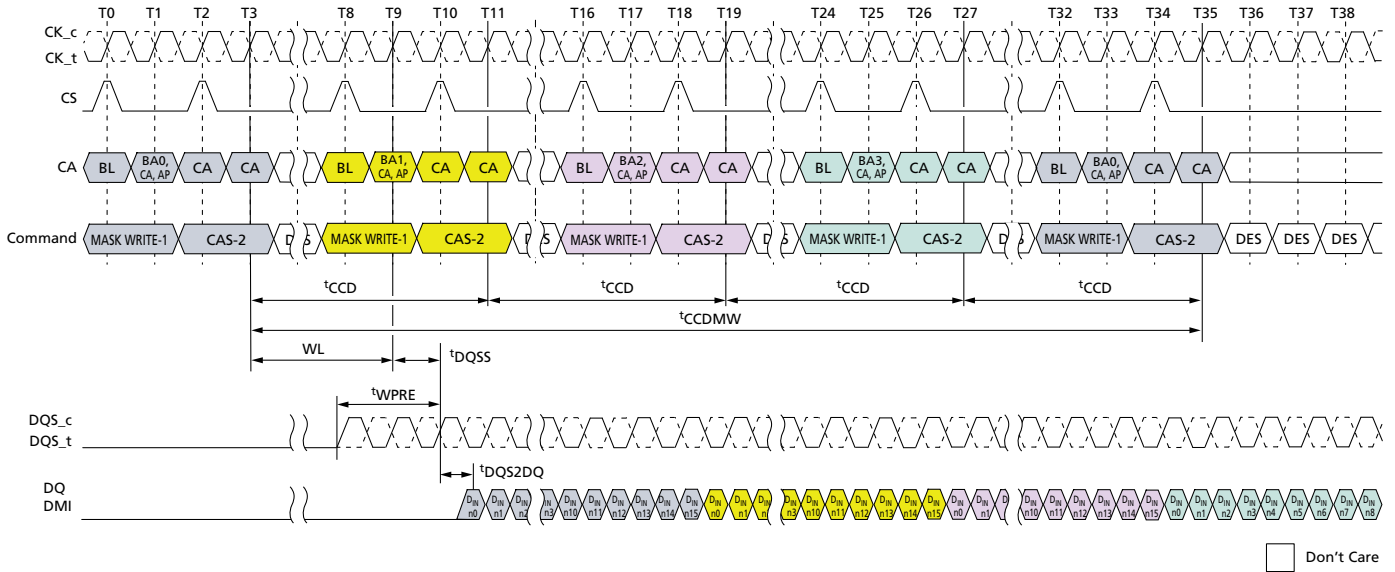 T0 T1 T2 T3 T8 T9 T10 T11 T16 T17 T18 T19 T24 T25 T26 T27 T32 T33 T34 T35 T36 T37 T38
CK_c
CK_t
CS
CA BL BA0, CA, AP CA CA BL BA1, CA, AP CA CA BL BA2, CA, AP CA CA BL BA3, CA, AP CA CA BL BA0, CA, AP CA CA
Command MASK WRITE-1 CAS-2 D S MASK WRITE-1 CAS-2 D S MASK WRITE-1 CAS-2 D S MASK WRITE-1 CAS-2 D S MASK WRITE-1 CAS-2 DES DES DES
tCCD tCCD tCCD tCCD
tCCDMW
WL tDQSS
tWPRE
DQS_c
DQS_t
tDQS2DQ
DQ
DMI
DIN n0 DIN n1 DIN n2 DIN n3 DIN n10 DIN n11 DIN n12 DIN n13 DIN n14 DIN n15 DIN n0 DIN n1 DIN n DIN n3 DIN n10 DIN n11 DIN n12 DIN n13 DIN n14 DIN n15 DIN n0 DIN n1 D DIN n10 DIN n11 DIN n12 DIN n13 DIN n14 DIN n15 DIN n0 DIN n1 DIN n2 DIN n3 DIN n4 DIN n5 DIN n6 DIN n7 DIN n8
Don't Care